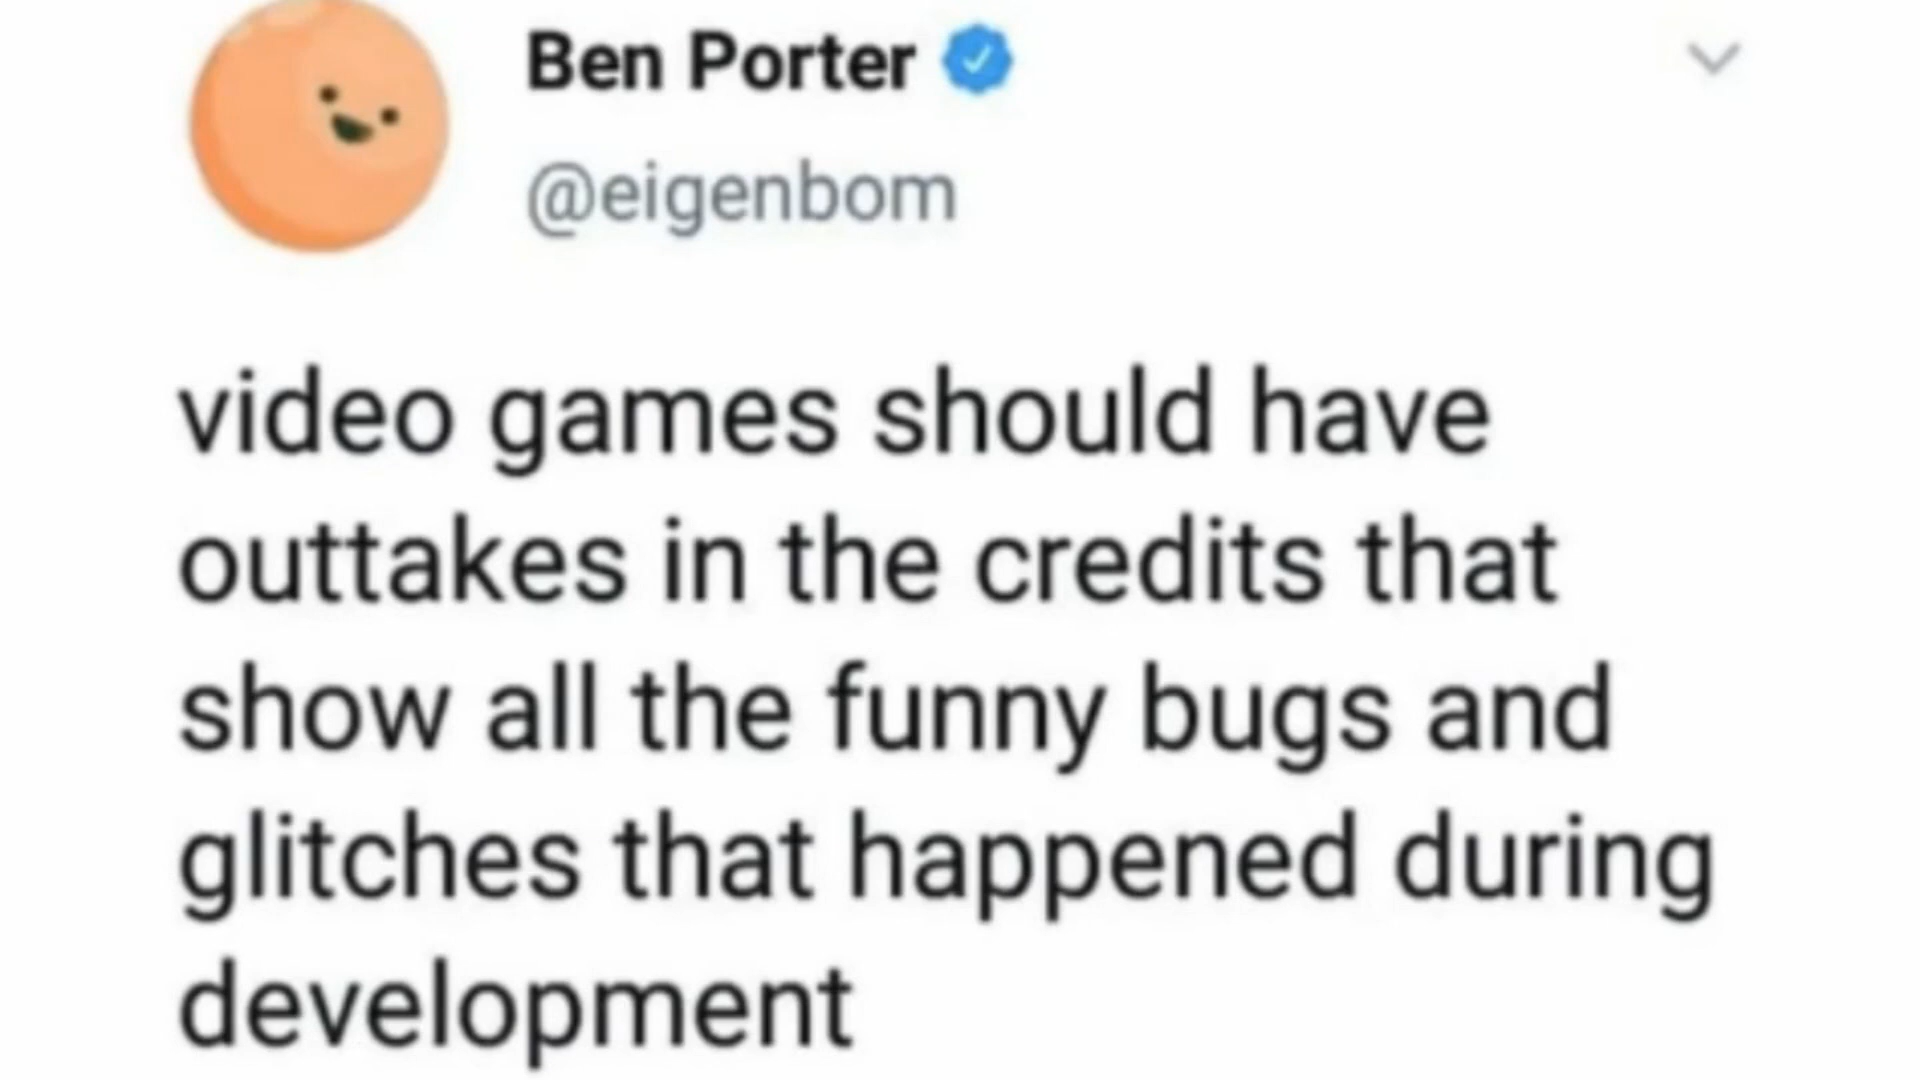 Ben Porter
@eigenbom
video games should have
outtakes in the credits that
show all the funny bugs and
glitches that happened during
development